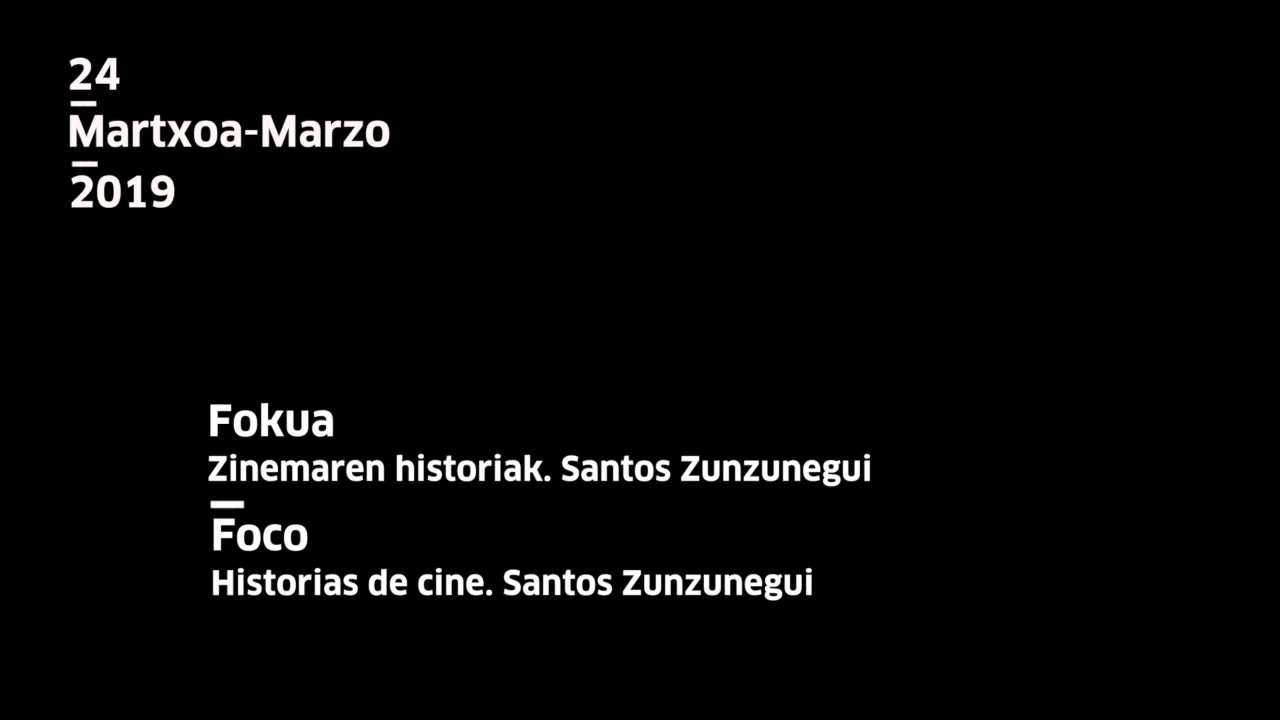 24
Martxoa-Marzo
2019
Fokua
Zinemaren historiak. Santos Zunzunegui
Foco
Historias de cine. Santos Zunzunegui